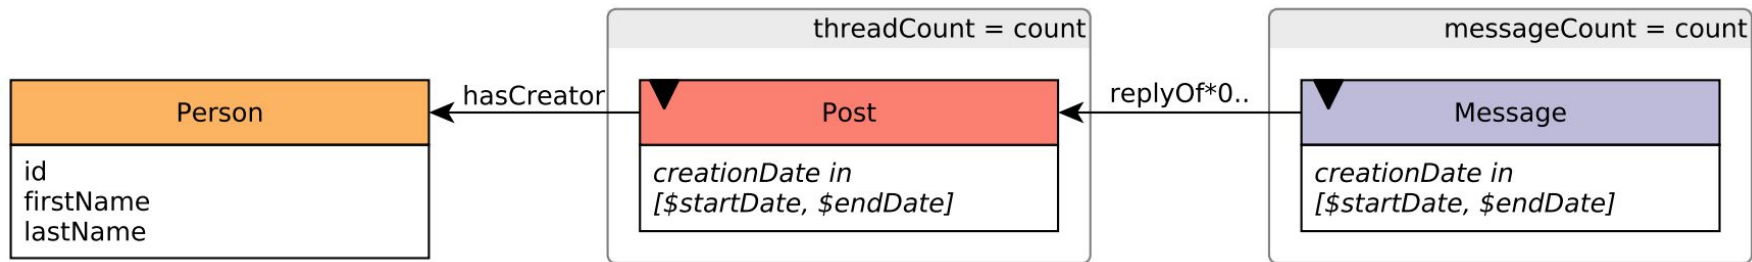 threadCount = count
messageCount = count
Person
hasCreator
Post
replyOf*0..
Message
id
firstName
lastName
creationDate in
[$startDate, $endDate]
creationDate in
[$startDate, $endDate]